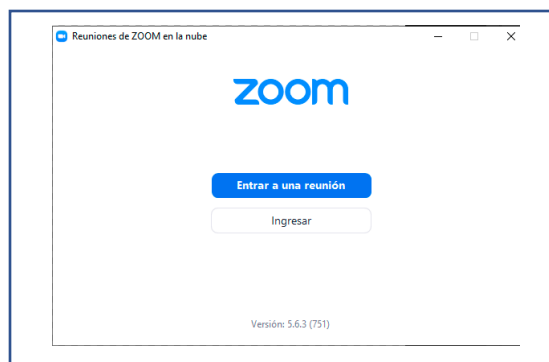 Reuniones de ZOOM en la nube
zoom
Entrar a una reunión
Ingresar
Versión: 5.6.3 (751)